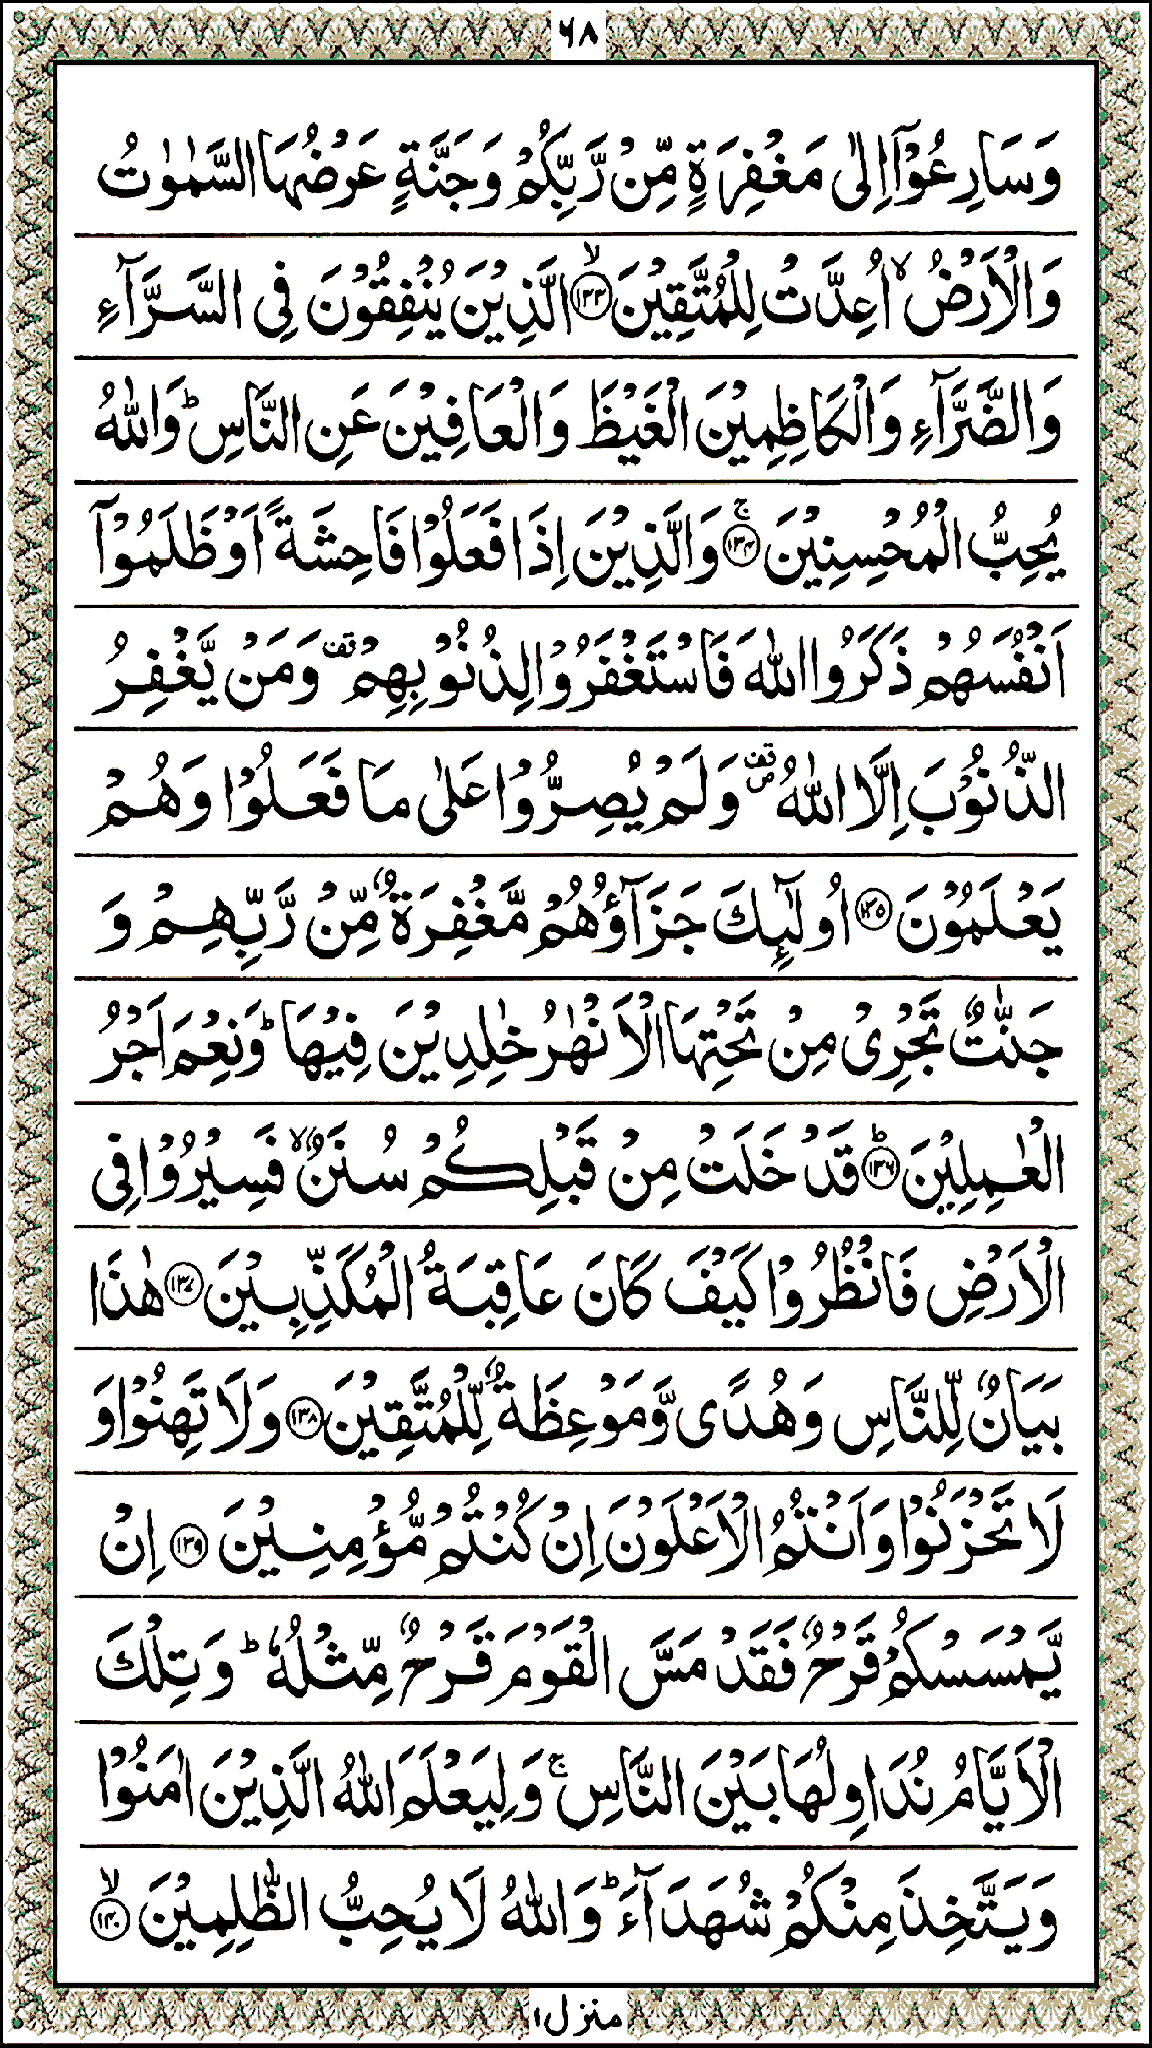 ٦٨
وَسَارِعُوْۤا اِلٰى مَغْفِرَةٍ مِّنْ رَّبِّكُمْ وَجَنَّةٍ عَرْضُهَا السَّمٰوٰتُ
وَالْاَرْضُ ۙ اُعِدَّتْ لِلْمُتَّقِيْنَ ۙ﴿۱۳۳﴾ الَّذِيْنَ يُنْفِقُوْنَ فِى السَّرَّآءِ
وَالضَّرَّآءِ وَالْكَاظِمِيْنَ الْغَيْظَ وَالْعَافِيْنَ عَنِ النَّاسِ ؕ وَاللّٰهُ
يُحِبُّ الْمُحْسِنِيْنَ ۚ﴿۱۳۴﴾ وَالَّذِيْنَ اِذَا فَعَلُوْا فَاحِشَةً اَوْ ظَلَمُوْۤا
اَنْفُسَهُمْ ذَكَرُوا اللّٰهَ فَاسْتَغْفَرُوْا لِذُنُوْبِهِمْ قف وَمَنْ يَّغْفِرُ
الذُّنُوْبَ اِلَّا اللّٰهُ قف ص وَلَمْ يُصِرُّوْا عَلٰى مَا فَعَلُوْا وَهُمْ
يَعْلَمُوْنَ ﴿۱۳۵﴾ اُولٰٓئِكَ جَزَآؤُهُمْ مَّغْفِرَةٌ مِّنْ رَّبِّهِمْ وَ
جَنّٰتٌ تَجْرِىْ مِنْ تَحْتِهَا الْاَنْهٰرُ خٰلِدِيْنَ فِيْهَا ؕ وَنِعْمَ اَجْرُ
الْعٰمِلِيْنَ ؕ﴿۱۳۶﴾ قَدْ خَلَتْ مِنْ قَبْلِكُمْ سُنَنٌ ۙ فَسِيْرُوْا فِى
الْاَرْضِ فَانْظُرُوْا كَيْفَ كَانَ عَاقِبَةُ الْمُكَذِّبِيْنَ ﴿۱۳۷﴾ هٰذَا
بَيَانٌ لِّلنَّاسِ وَهُدًى وَّمَوْعِظَةٌ لِّلْمُتَّقِيْنَ ﴿۱۳۸﴾ وَلَا تَهِنُوْا وَ
لَا تَحْزَنُوْا وَاَنْتُمُ الْاَعْلَوْنَ اِنْ كُنْتُمْ مُّؤْمِنِيْنَ ﴿۱۳۹﴾ اِنْ
يَّمْسَسْكُمْ قَرْحٌ فَقَدْ مَسَّ الْقَوْمَ قَرْحٌ مِّثْلُهٗ ؕ وَتِلْكَ
الْاَيَّامُ نُدَاوِلُهَا بَيْنَ النَّاسِ ۚ وَلِيَعْلَمَ اللّٰهُ الَّذِيْنَ اٰمَنُوْا
وَيَتَّخِذَ مِنْكُمْ شُهَدَآءَ ؕ وَاللّٰهُ لَا يُحِبُّ الظّٰلِمِيْنَ ۙ﴿۱۴۰﴾
منزل ۱